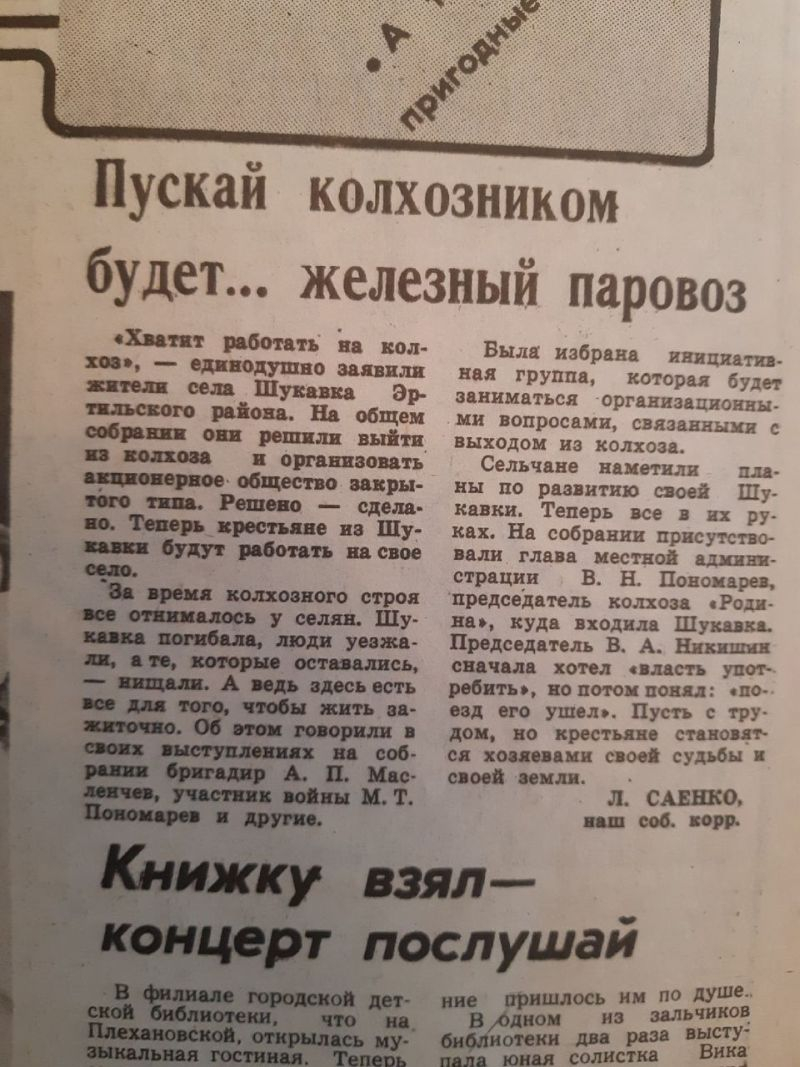 • А
пригодные
Пускай колхозником
будет... железный паровоз
«Хватит работать на кол-
хоз», — единодушно заявили
жители села Шукавка Эр-
тильского района. На общем
собрании они решили выйти
из колхоза и организовать
акционерное общество закры-
того типа. Решено — сдела-
но. Теперь крестьяне из Шу-
кавки будут работать на свое
село.
За время колхозного строя
все отнималось у селян. Шу-
кавка погибала, люди уезжа-
ли, а те, которые оставались,
— нищали. А ведь здесь есть
все для того, чтобы жить за-
житочно. Об этом говорили в
своих выступлениях на соб-
рании бригадир А. П. Мас-
ленчев, участник войны М. Т.
Пономарев и другие.
Была избрана инициатив-
ная группа, которая будет
заниматься организационны-
ми вопросами, связанными с
выходом из колхоза.
Сельчане наметили пла-
ны по развитию своей Шу-
кавки. Теперь все в их ру-
ках. На собрании присутство-
вали глава местной админи-
страции В. Н. Пономарев,
председатель колхоза «Роди-
на», куда входила Шукавка.
Председатель В. А. Никишин
сначала хотел «власть упот-
ребить», но потом понял: «по-
езд его ушел». Пусть с тру-
дом, но крестьяне становят-
ся хозяевами своей судьбы и
своей земли.
Л. САЕНКО,
наш соб. корр.
Книжку взял—
концерт послушай
В филиале городской дет-
ской библиотеки, что на
Плехановской, открылась му-
зыкальная гостиная. Теперь
ние пришлось им по душе.
В одном из зальчиков
библиотеки два раза высту-
пала юная солистка Вика